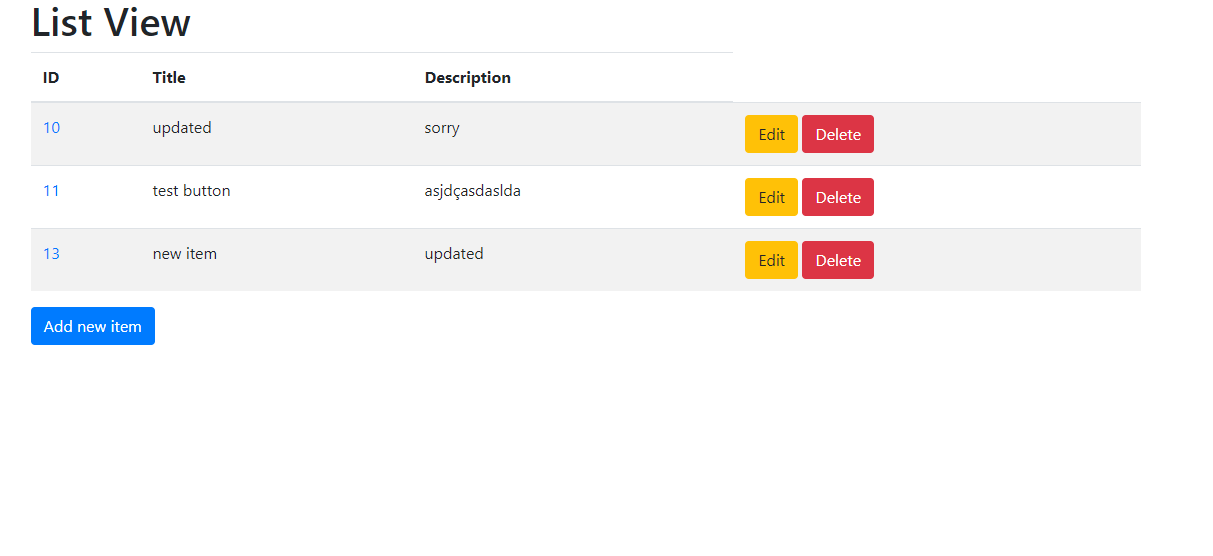 List View
ID Title Description
10 updated sorry Edit Delete
11 test button asjdçasdaslda Edit Delete
13 new item updated Edit Delete
Add new item